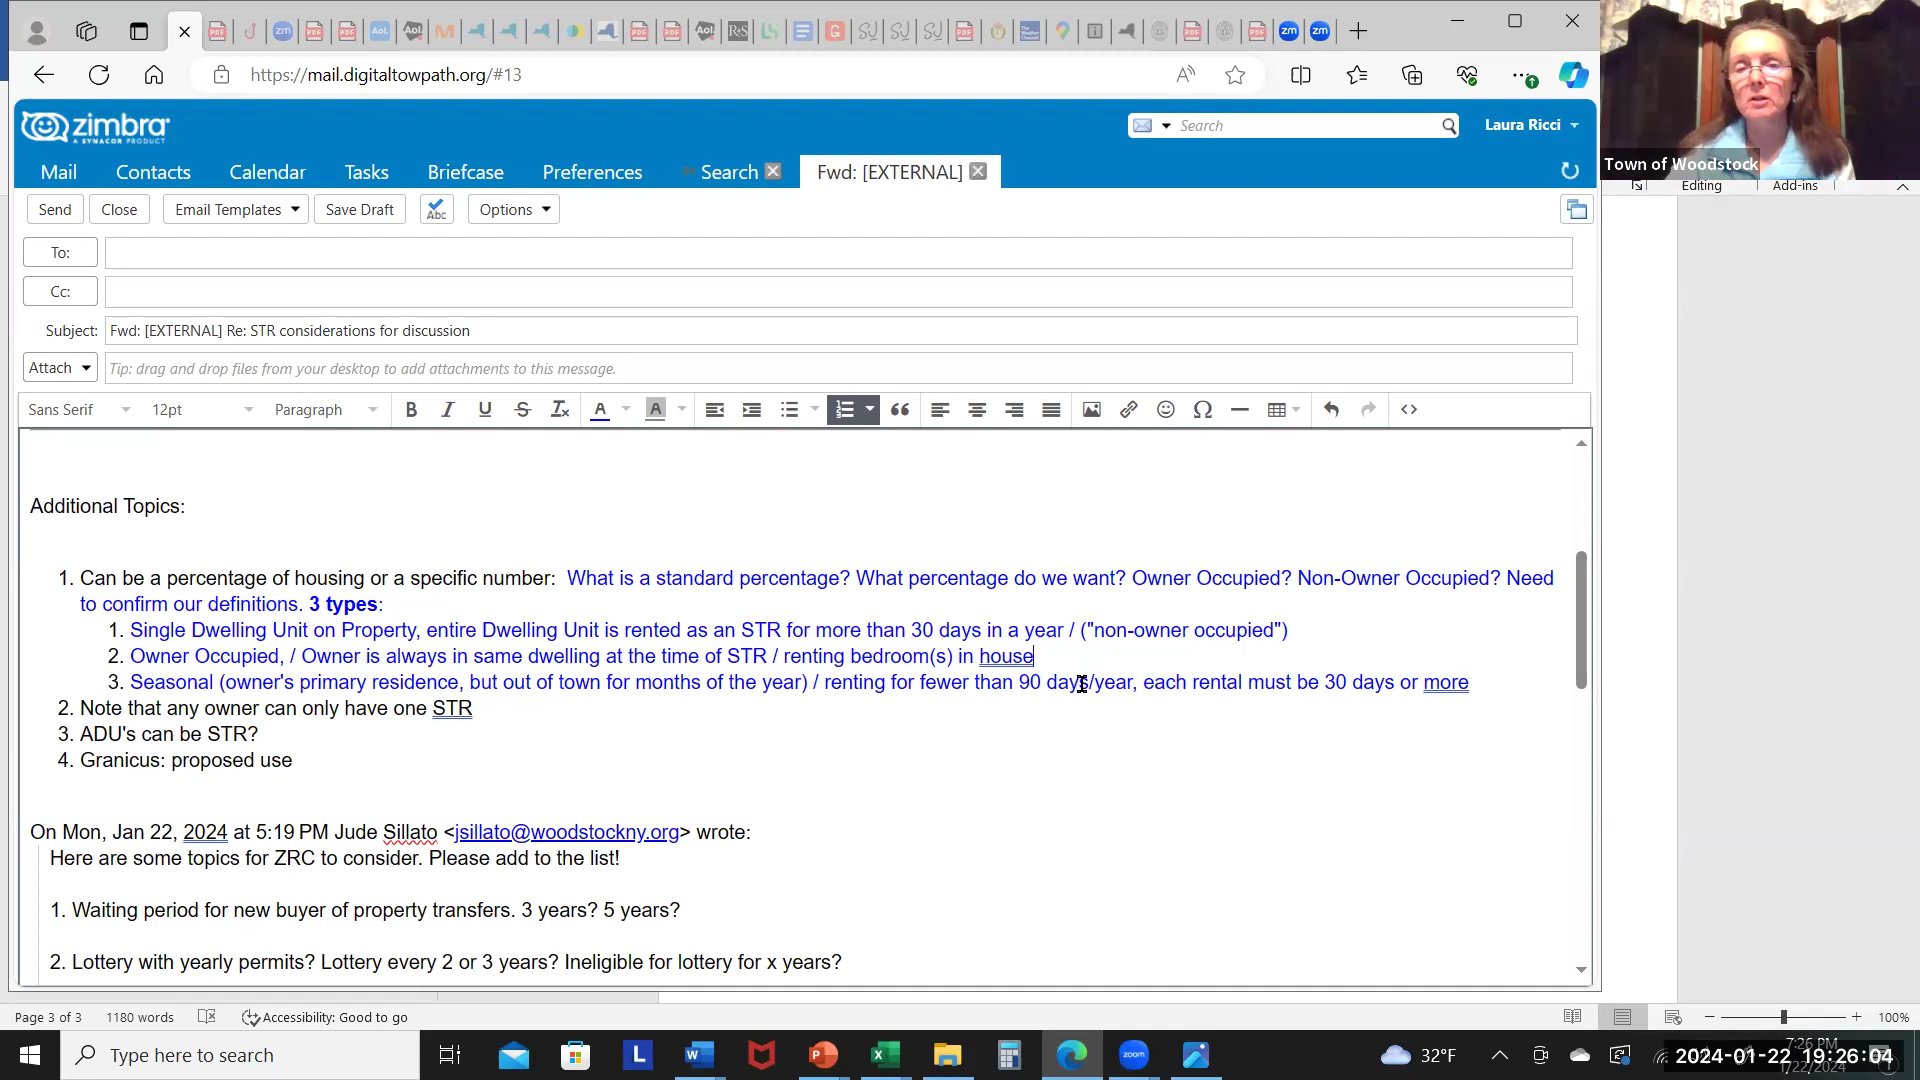 https://mail.digitaltowpath.org/#13
zimbra
A SYNACOR PRODUCT
Search
Laura Ricci
Town of Woodstock
Mail Contacts Calendar Tasks Briefcase Preferences Search Fwd: [EXTERNAL]
Editing Add-ins
Send Close Email Templates Save Draft Abc Options
To:
Cc:
Subject: Fwd: [EXTERNAL] Re: STR considerations for discussion
Attach Tip: drag and drop files from your desktop to add attachments to this message.
Sans Serif 12pt Paragraph
Additional Topics:
1. Can be a percentage of housing or a specific number: What is a standard percentage? What percentage do we want? Owner Occupied? Non-Owner Occupied? Need
to confirm our definitions. 3 types:
1. Single Dwelling Unit on Property, entire Dwelling Unit is rented as an STR for more than 30 days in a year / ("non-owner occupied")
2. Owner Occupied, / Owner is always in same dwelling at the time of STR / renting bedroom(s) in house
3. Seasonal (owner's primary residence, but out of town for months of the year) / renting for fewer than 90 days/year, each rental must be 30 days or more
2. Note that any owner can only have one STR
3. ADU's can be STR?
4. Granicus: proposed use
On Mon, Jan 22, 2024 at 5:19 PM Jude Sillato <jsillato@woodstockny.org> wrote:
Here are some topics for ZRC to consider. Please add to the list!
1. Waiting period for new buyer of property transfers. 3 years? 5 years?
2. Lottery with yearly permits? Lottery every 2 or 3 years? Ineligible for lottery for x years?
Page 3 of 3 1180 words Accessibility: Good to go 100%
Type here to search
32°F
7:26 PM
2024-01-22 19:26:04
1/22/2024